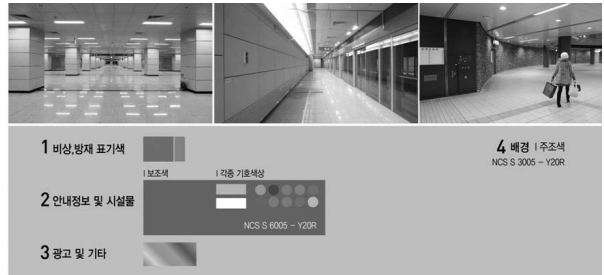 1 비상,방재 표기색
4 배경 I 주조색
NCS S 3005 - Y20R
I 보조색
I 각종 기호색상
2 안내정보 및 시설물
NCS S 6005 - Y20R
3 광고 및 기타